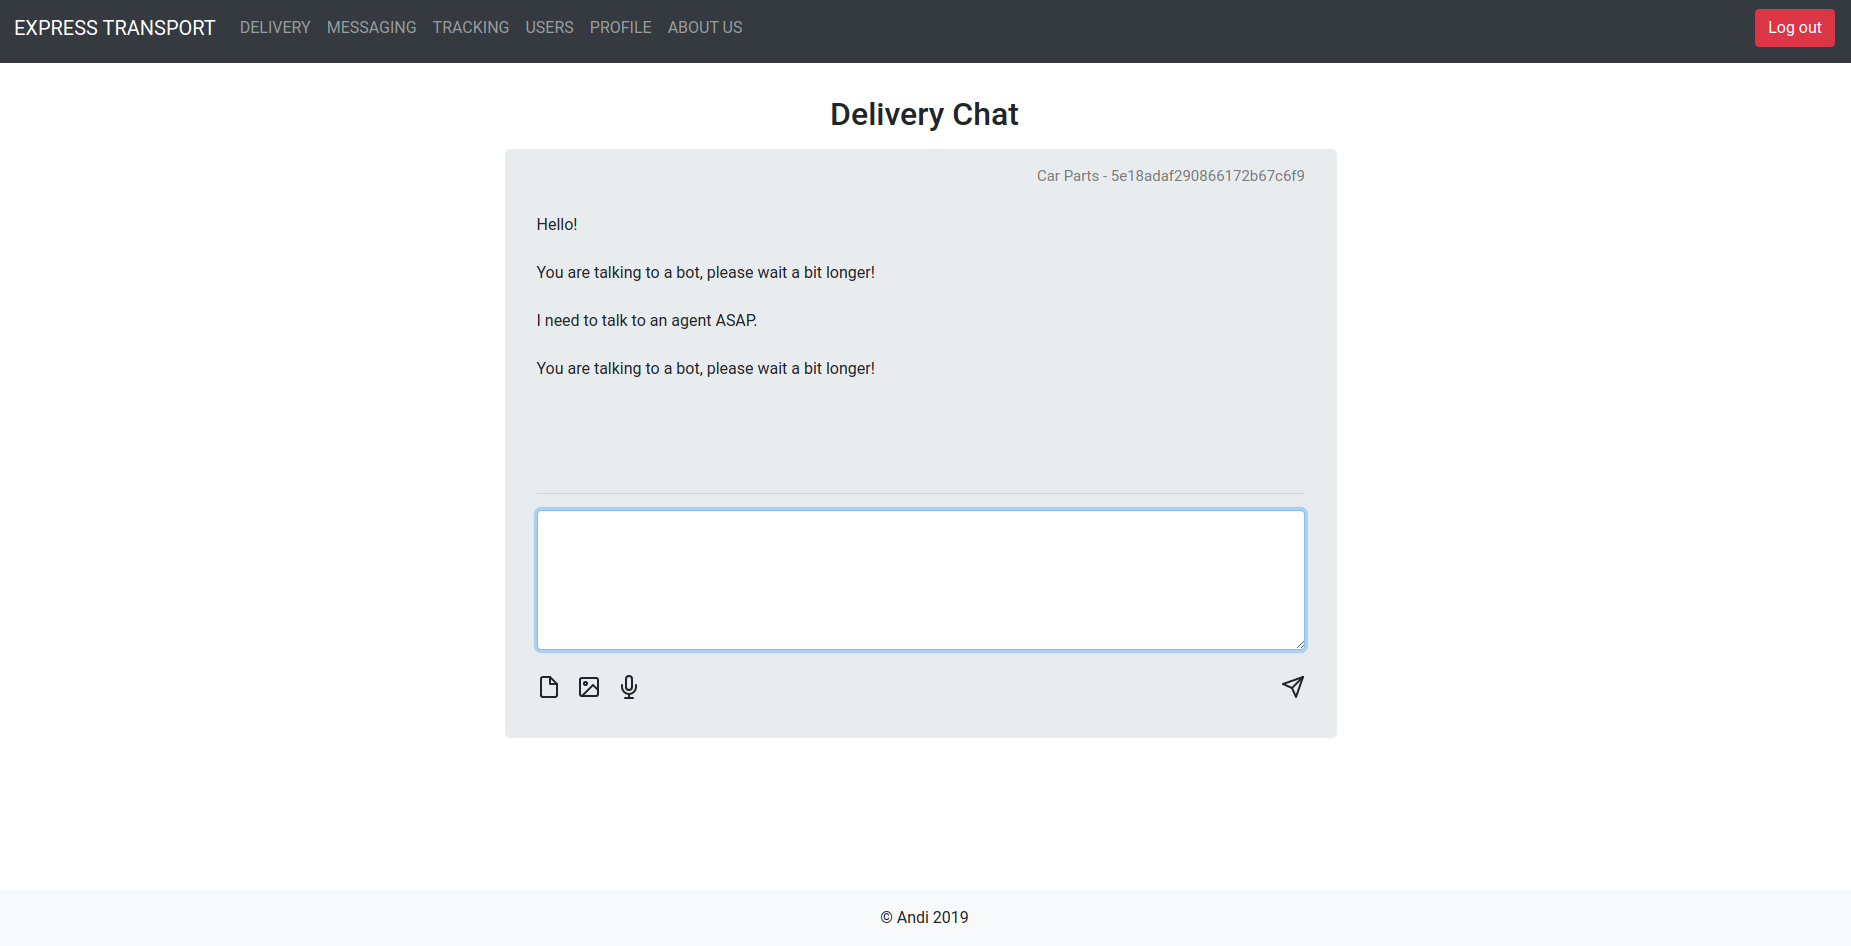 EXPRESS TRANSPORT DELIVERY MESSAGING TRACKING USERS PROFILE ABOUT US Log out
Delivery Chat
Car Parts - 5e18adaf290866172b67c6f9
Hello!
You are talking to a bot, please wait a bit longer!
I need to talk to an agent ASAP.
You are talking to a bot, please wait a bit longer!
© Andi 2019